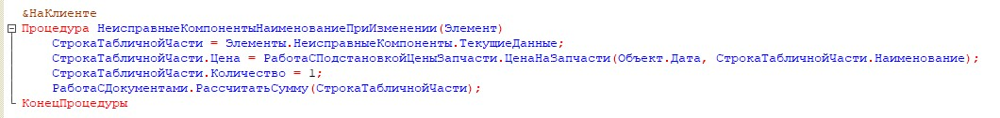 &НаКлиенте
Процедура НеисправныеКомпонентыНаименованиеПриИзменении(Элемент)
СтрокаТабличнойЧасти = Элементы.НеисправныеКомпоненты.ТекущиеДанные;
СтрокаТабличнойЧасти.Цена = РаботаСПодстановкойЦеныЗапчасти.ЦенаНаЗапчасти(Объект.Дата, СтрокаТабличнойЧасти.Наименование);
СтрокаТабличнойЧасти.Количество = 1;
РаботаСДокументами.РассчитатьСумму(СтрокаТабличнойЧасти);
КонецПроцедуры